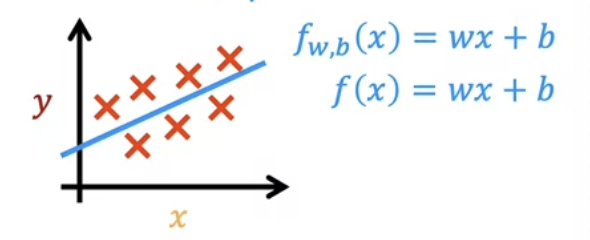 f_{w,b}(x) = wx + b
f(x) = wx + b
y
x